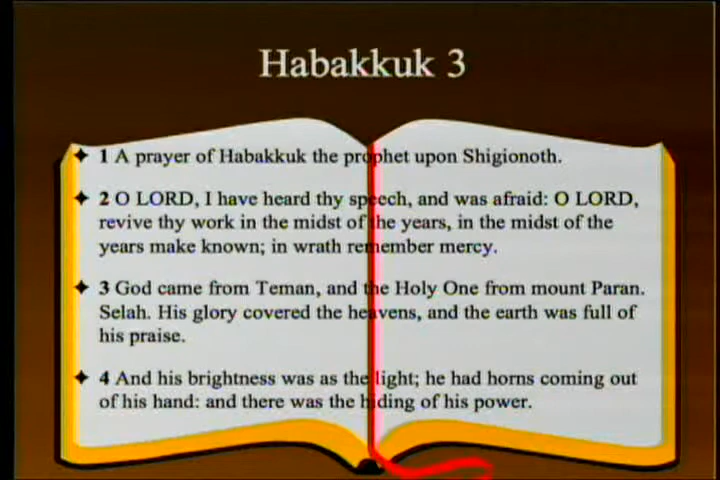 Habakkuk 3
1 A prayer of Habakkuk the prophet upon Shigionoth.
2 O LORD, I have heard thy speech, and was afraid: O LORD,
revive thy work in the midst of the years, in the midst of the
years make known; in wrath remember mercy.
3 God came from Teman, and the Holy One from mount Paran.
Selah. His glory covered the heavens, and the earth was full of
his praise.
4 And his brightness was as the light; he had horns coming out
of his hand: and there was the hiding of his power.